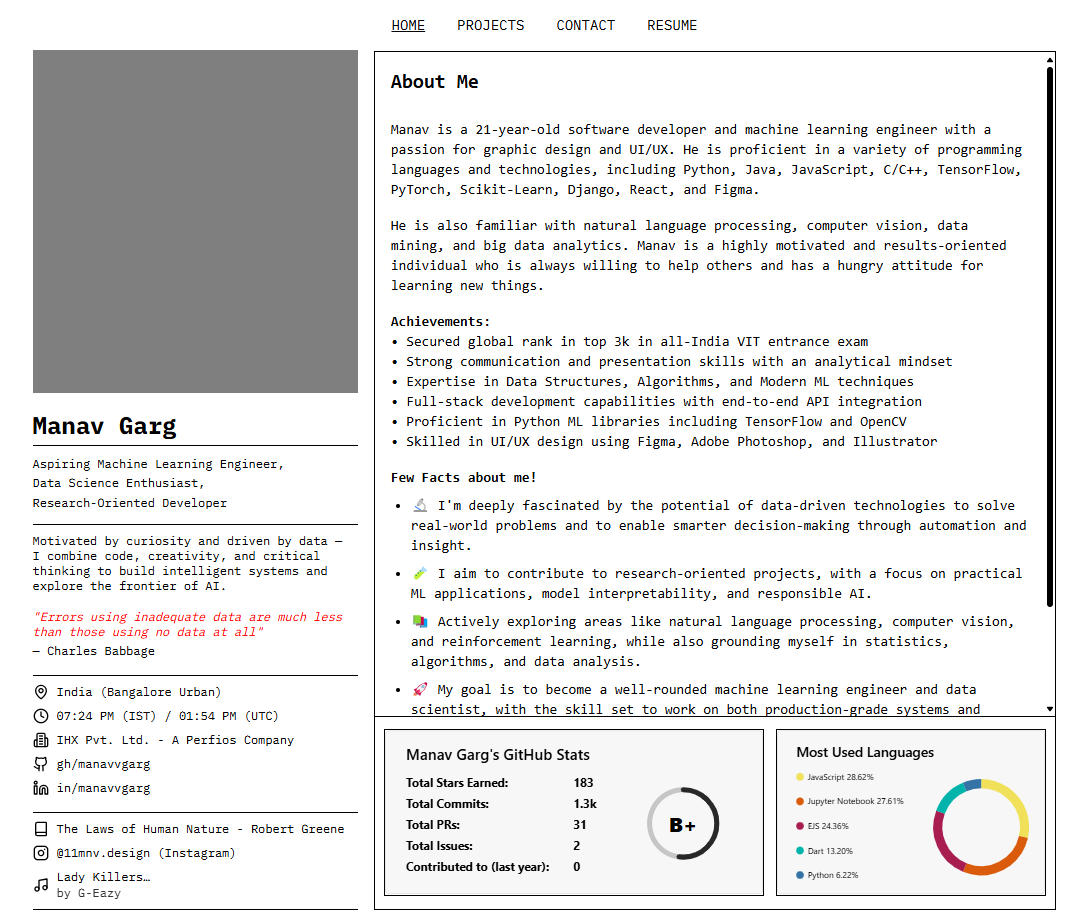 HOME PROJECTS CONTACT RESUME
Manav Garg
Aspiring Machine Learning Engineer,
Data Science Enthusiast,
Research-Oriented Developer
Motivated by curiosity and driven by data —
I combine code, creativity, and critical
thinking to build intelligent systems and
explore the frontier of AI.
"Errors using inadequate data are much less
than those using no data at all"
— Charles Babbage
India (Bangalore Urban)
07:24 PM (IST) / 01:54 PM (UTC)
IHX Pvt. Ltd. - A Perfios Company
gh/manavvgarg
in/manavvgarg
The Laws of Human Nature - Robert Greene
@11mnv.design (Instagram)
Lady Killers…
by G-Eazy
About Me
Manav is a 21-year-old software developer and machine learning engineer with a
passion for graphic design and UI/UX. He is proficient in a variety of programming
languages and technologies, including Python, Java, JavaScript, C/C++, TensorFlow,
PyTorch, Scikit-Learn, Django, React, and Figma.
He is also familiar with natural language processing, computer vision, data
mining, and big data analytics. Manav is a highly motivated and results-oriented
individual who is always willing to help others and has a hungry attitude for
learning new things.
Achievements:
• Secured global rank in top 3k in all-India VIT entrance exam
• Strong communication and presentation skills with an analytical mindset
• Expertise in Data Structures, Algorithms, and Modern ML techniques
• Full-stack development capabilities with end-to-end API integration
• Proficient in Python ML libraries including TensorFlow and OpenCV
• Skilled in UI/UX design using Figma, Adobe Photoshop, and Illustrator
Few Facts about me!
• 🔬 I'm deeply fascinated by the potential of data-driven technologies to solve
real-world problems and to enable smarter decision-making through automation and
insight.
• 🧪 I aim to contribute to research-oriented projects, with a focus on practical
ML applications, model interpretability, and responsible AI.
• 📚 Actively exploring areas like natural language processing, computer vision,
and reinforcement learning, while also grounding myself in statistics,
algorithms, and data analysis.
• 🚀 My goal is to become a well-rounded machine learning engineer and data
scientist, with the skill set to work on both production-grade systems and
Manav Garg's GitHub Stats
Total Stars Earned: 183
Total Commits: 1.3k
Total PRs: 31
Total Issues: 2
Contributed to (last year): 0
B+
Most Used Languages
JavaScript 28.62%
Jupyter Notebook 27.61%
EJS 24.36%
Dart 13.20%
Python 6.22%